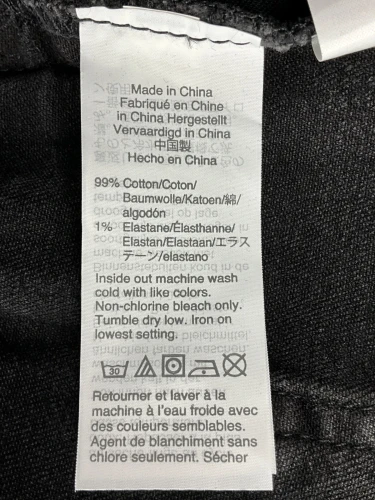 Made in China
Fabriqué en Chine
in China Hergestellt
Vervaardigd in China
中国製
Hecho en China
99% Cotton/Coton/
Baumwolle/Katoen/綿/
algodón
1% Elastane/Élasthanne/
Elastan/Elastaan/エラス
テーン/elastano
Inside out machine wash
cold with like colors.
Non-chlorine bleach only.
Tumble dry low. Iron on
lowest setting.
30
Retourner et laver à la
machine à l'eau froide avec
des couleurs semblables.
Agent de blanchiment sans
chlore seulement. Sécher